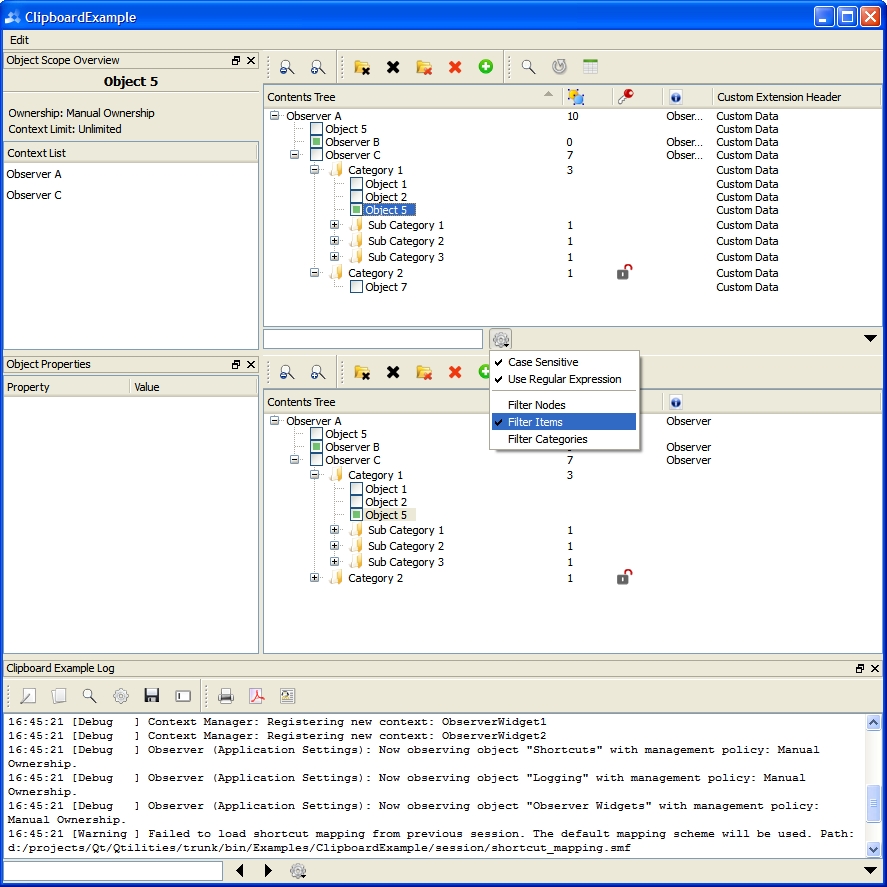 ClipboardExample
Edit
Object Scope Overview
Object 5
Ownership: Manual Ownership
Context Limit: Unlimited
Context List
Observer A
Observer C
Contents Tree Custom Extension Header
Observer A 10 Obser... Custom Data
Object 5 Custom Data
Observer B 0 Obser... Custom Data
Observer C 7 Obser... Custom Data
Category 1 3 Custom Data
Object 1 Custom Data
Object 2 Custom Data
Object 5 Custom Data
Sub Category 1 1 Custom Data
Sub Category 2 1 Custom Data
Sub Category 3 1 Custom Data
Category 2 1 Custom Data
Object 7 Custom Data
Case Sensitive
Use Regular Expression
Filter Nodes
Filter Items
Filter Categories
Object Properties
Property Value
Contents Tree
Observer A Observer
Object 5
Observer B Observer
Observer C 7 Observer
Category 1 3
Object 1
Object 2
Object 5
Sub Category 1 1
Sub Category 2 1
Sub Category 3 1
Category 2 1
Clipboard Example Log
16:45:21 [Debug   ] Context Manager: Registering new context: ObserverWidget1
16:45:21 [Debug   ] Context Manager: Registering new context: ObserverWidget2
16:45:21 [Debug   ] Observer (Application Settings): Now observing object "Shortcuts" with management policy: Manual
Ownership.
16:45:21 [Debug   ] Observer (Application Settings): Now observing object "Logging" with management policy: Manual
Ownership.
16:45:21 [Debug   ] Observer (Application Settings): Now observing object "Observer Widgets" with management policy:
Manual Ownership.
16:45:21 [Warning ] Failed to load shortcut mapping from previous session. The default mapping scheme will be used. Path:
d:/projects/Qt/Qtilities/trunk/bin/Examples/ClipboardExample/session/shortcut_mapping.smf